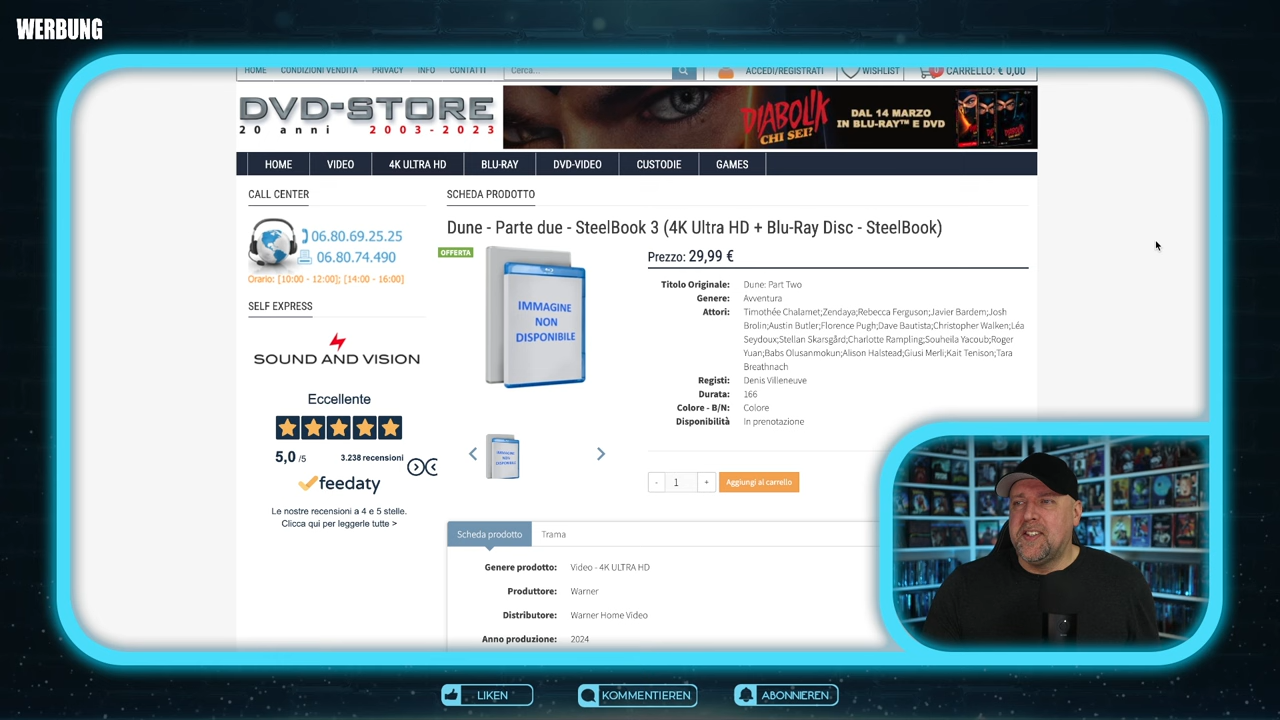 WERBUNG
HOME CONDIZIONI VENDITA PRIVACY INFO CONTATTI Cerca... ACCEDI/REGISTRATI WISHLIST 0 CARRELLO: € 0,00
DVD-STORE
20 anni 2003-2023
DIABOLIK
CHI SEI?
DAL 14 MARZO
IN BLU-RAY™ E DVD
HOME VIDEO 4K ULTRA HD BLU-RAY DVD-VIDEO CUSTODIE GAMES
CALL CENTER
06.80.69.25.25
06.80.74.490
Orario: [10:00 - 12:00]; [14:00 - 16:00]
SELF EXPRESS
SOUND AND VISION
Eccellente
5,0 /5 3.238 recensioni
feedaty
Le nostre recensioni a 4 e 5 stelle.
Clicca qui per leggerle tutte >
SCHEDA PRODOTTO
Dune - Parte due - SteelBook 3 (4K Ultra HD + Blu-Ray Disc - SteelBook)
OFFERTA
IMMAGINE
NON
DISPONIBILE
Prezzo: 29,99 €
Titolo Originale: Dune: Part Two
Genere: Avventura
Attori: Timothée Chalamet;Zendaya;Rebecca Ferguson;Javier Bardem;Josh
Brolin;Austin Butler;Florence Pugh;Dave Bautista;Christopher Walken;Léa
Seydoux;Stellan Skarsgård;Charlotte Rampling;Souheila Yacoub;Roger
Yuan;Babs Olusanmokun;Alison Halstead;Giusi Merli;Kait Tenison;Tara
Breathnach
Registi: Denis Villeneuve
Durata: 166
Colore - B/N: Colore
Disponibilità In prenotazione
- 1 + Aggiungi al carrello
Scheda prodotto Trama
Genere prodotto: Video - 4K ULTRA HD
Produttore: Warner
Distributore: Warner Home Video
Anno produzione: 2024
LIKEN KOMMENTIEREN ABONNIEREN